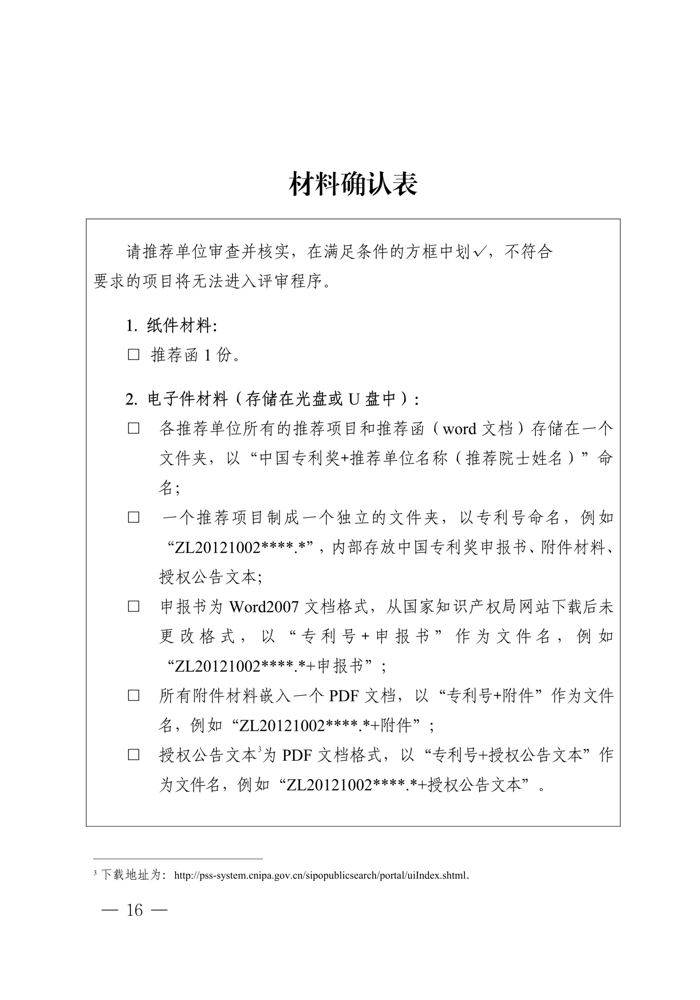 材料确认表
请推荐单位审查并核实，在满足条件的方框中划✓，不符合
要求的项目将无法进入评审程序。
1. 纸件材料：
□ 推荐函 1 份。
2. 电子件材料（存储在光盘或 U 盘中）：
□ 各推荐单位所有的推荐项目和推荐函（word 文档）存储在一个
文件夹，以“中国专利奖+推荐单位名称（推荐院士姓名）”命
名；
□ 一个推荐项目制成一个独立的文件夹，以专利号命名，例如
“ZL20121002****.*”，内部存放中国专利奖申报书、附件材料、
授权公告文本；
□ 申报书为 Word2007 文档格式，从国家知识产权局网站下载后未
更改格式，以“专利号+申报书”作为文件名，例如
“ZL20121002****.*+申报书”；
□ 所有附件材料嵌入一个 PDF 文档，以“专利号+附件”作为文件
名，例如“ZL20121002****.*+附件”；
□ 授权公告文本3为 PDF 文档格式，以“专利号+授权公告文本”作
为文件名，例如“ZL20121002****.*+授权公告文本”。
3 下载地址为：http://pss-system.cnipa.gov.cn/sipopublicsearch/portal/uiIndex.shtml。
— 16 —